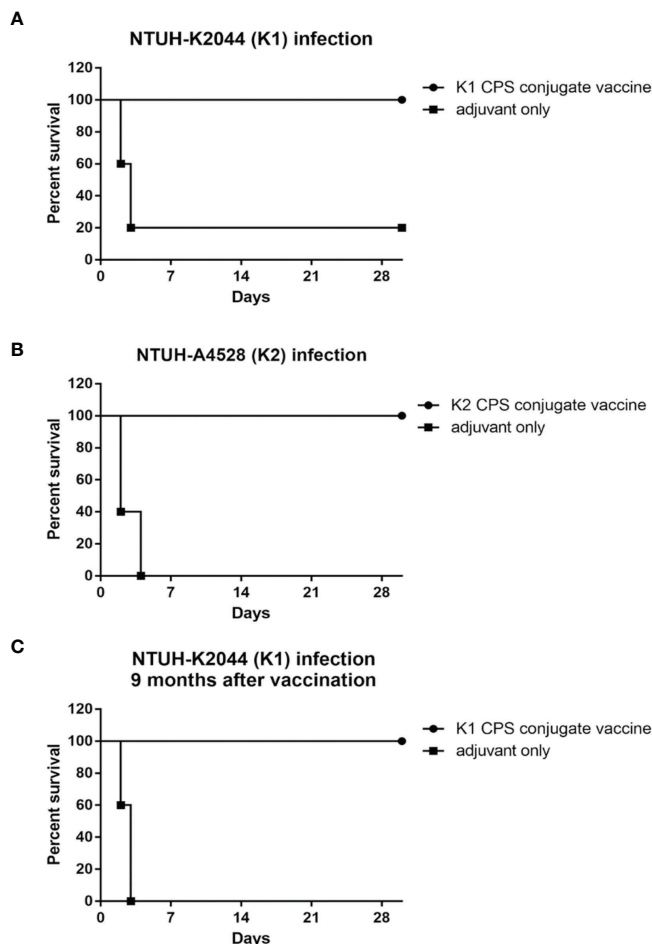 A
NTUH-K2044 (K1) infection
120
100
80
60
40
20
0
Percent survival
0 7 14 21 28
Days
K1 CPS conjugate vaccine
adjuvant only
B
NTUH-A4528 (K2) infection
120
100
80
60
40
20
0
Percent survival
0 7 14 21 28
Days
K2 CPS conjugate vaccine
adjuvant only
C
NTUH-K2044 (K1) infection
9 months after vaccination
120
100
80
60
40
20
0
Percent survival
0 7 14 21 28
Days
K1 CPS conjugate vaccine
adjuvant only